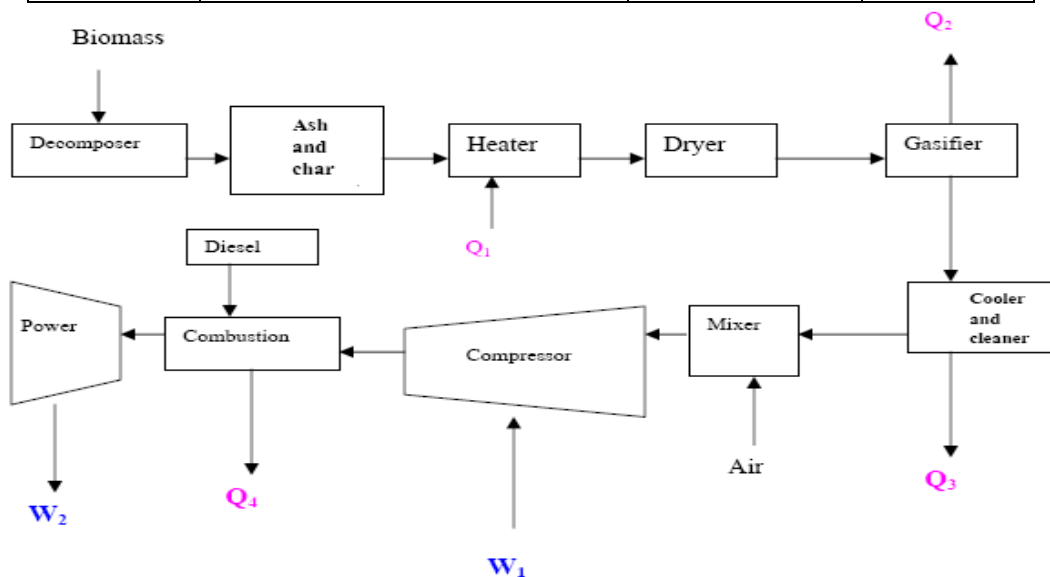 Biomass
Q₂
Decomposer
Ash
and
char
Heater
Dryer
Gasifier
Q₁
Diesel
Power
Combustion
Compressor
Mixer
Cooler
and
cleaner
Air
W₂
Q₄
W₁
Q₃